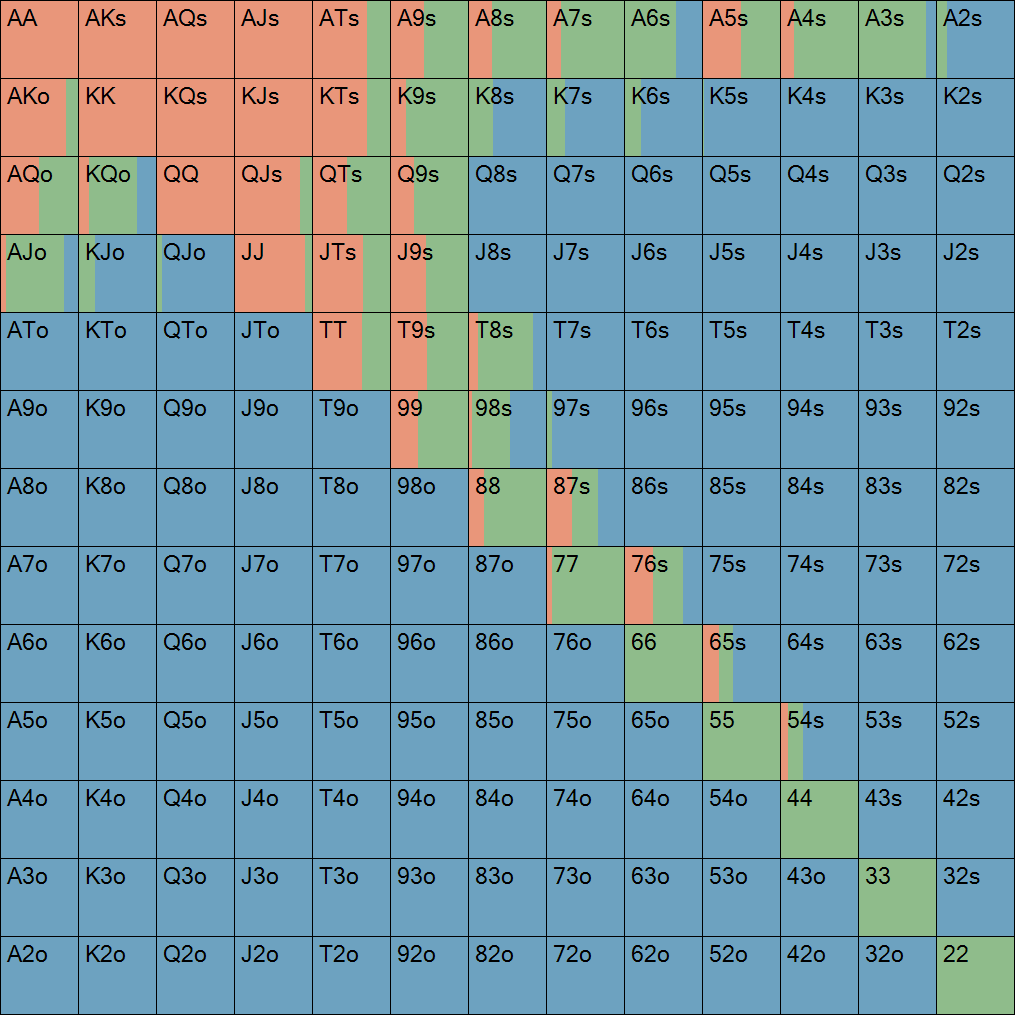 AA AKs AQs AJs ATs A9s A8s A7s A6s A5s A4s A3s A2s
AKo KK KQs KJs KTs K9s K8s K7s K6s K5s K4s K3s K2s
AQo KQo QQ QJs QTs Q9s Q8s Q7s Q6s Q5s Q4s Q3s Q2s
AJo KJo QJo JJ JTs J9s J8s J7s J6s J5s J4s J3s J2s
ATo KTo QTo JTo TT T9s T8s T7s T6s T5s T4s T3s T2s
A9o K9o Q9o J9o T9o 99 98s 97s 96s 95s 94s 93s 92s
A8o K8o Q8o J8o T8o 98o 88 87s 86s 85s 84s 83s 82s
A7o K7o Q7o J7o T7o 97o 87o 77 76s 75s 74s 73s 72s
A6o K6o Q6o J6o T6o 96o 86o 76o 66 65s 64s 63s 62s
A5o K5o Q5o J5o T5o 95o 85o 75o 65o 55 54s 53s 52s
A4o K4o Q4o J4o T4o 94o 84o 74o 64o 54o 44 43s 42s
A3o K3o Q3o J3o T3o 93o 83o 73o 63o 53o 43o 33 32s
A2o K2o Q2o J2o T2o 92o 82o 72o 62o 52o 42o 32o 22